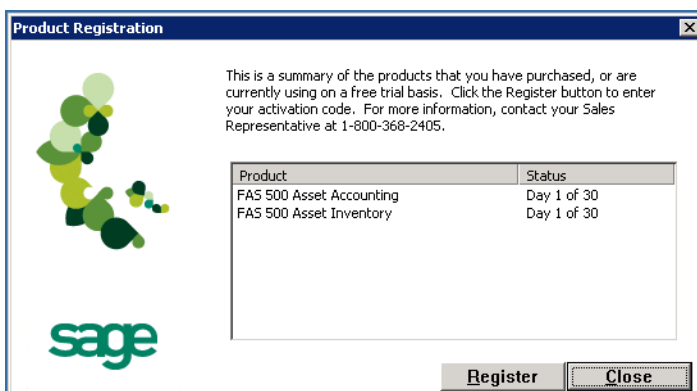 Product Registration
This is a summary of the products that you have purchased, or are
currently using on a free trial basis. Click the Register button to enter
your activation code. For more information, contact your Sales
Representative at 1-800-368-2405.
Product Status
FAS 500 Asset Accounting Day 1 of 30
FAS 500 Asset Inventory Day 1 of 30
sage
Register Close